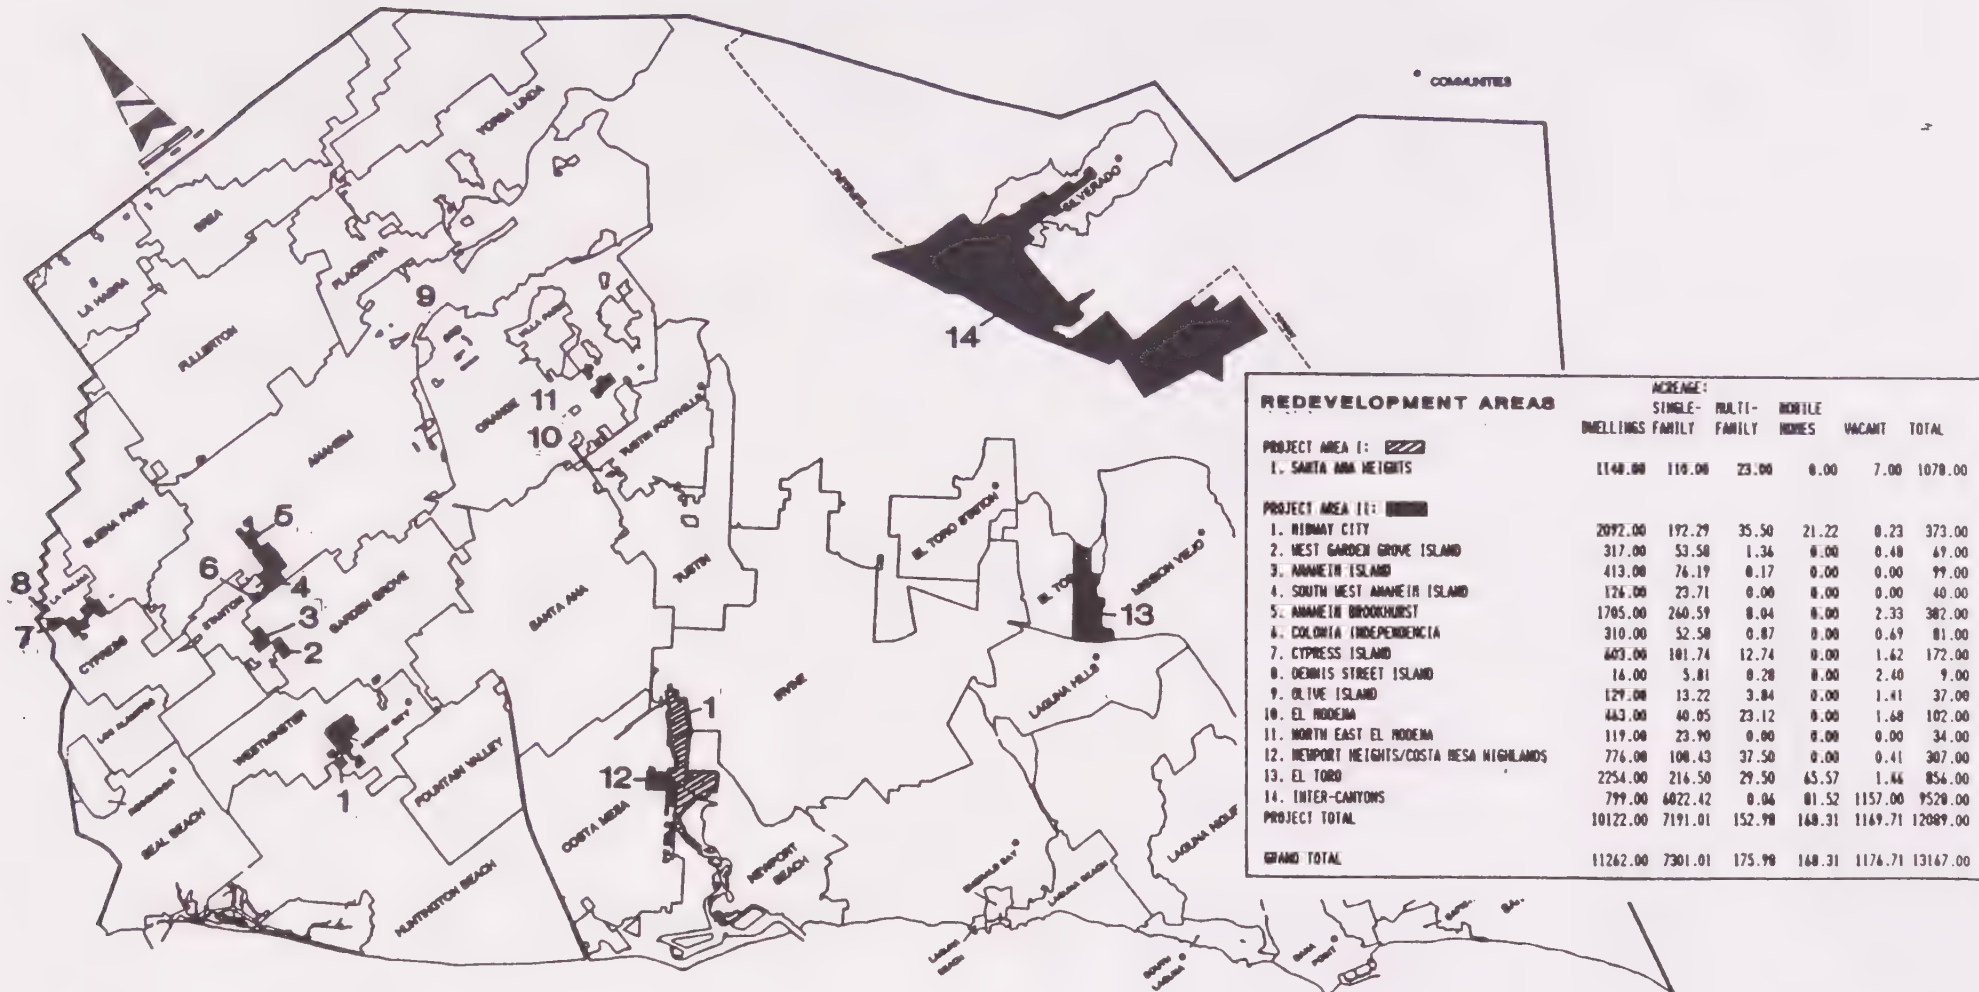 COMMUNITIES
YORBA LINDA
BREA
SILVERADO
LA HABRA
PLACENTIA
9
FULLERTON
VILLA PARK
14
11
ORANGE
10
TUSTIN FOOTHILLS
ANAHEIM
REDEVELOPMENT AREAS
ACREAGE:
SINGLE- MULTI- MOBILE
DWELLINGS FAMILY FAMILY HOMES VACANT TOTAL
PROJECT AREA I:
1. SANTA ANA HEIGHTS 1140.00 110.00 23.00 0.00 7.00 1078.00
PROJECT AREA II:
1. MIDWAY CITY 2092.00 192.29 35.50 21.22 0.23 373.00
2. WEST GARDEN GROVE ISLAND 317.00 53.58 1.36 0.00 0.48 69.00
3. ANAHEIM ISLAND 413.00 76.19 0.17 0.00 0.00 99.00
4. SOUTH WEST ANAHEIM ISLAND 126.00 23.71 0.00 0.00 0.00 40.00
5. ANAHEIM BROOKHURST 1705.00 260.59 8.04 0.00 2.33 382.00
6. COLONIA INDEPENDENCIA 310.00 52.58 0.87 0.00 0.69 81.00
7. CYPRESS ISLAND 603.00 101.74 12.74 0.00 1.62 172.00
8. DENNIS STREET ISLAND 16.00 5.81 0.28 0.00 2.40 9.00
9. OLIVE ISLAND 129.00 13.22 3.84 0.00 1.41 37.00
10. EL MODENA 463.00 40.05 23.12 0.00 1.68 102.00
11. NORTH EAST EL MODENA 119.00 23.90 0.00 0.00 0.00 34.00
12. NEWPORT HEIGHTS/COSTA MESA HIGHLANDS 776.00 108.43 37.50 0.00 0.41 307.00
13. EL TORO 2254.00 216.50 29.50 65.57 1.46 856.00
14. INTER-CANYONS 799.00 6022.42 0.06 81.52 1157.00 9528.00
PROJECT TOTAL 10122.00 7191.01 152.98 168.31 1169.71 12089.00
GRAND TOTAL 11262.00 7301.01 175.98 168.31 1176.71 13167.00
BUENA PARK
5
EL TORO STATION
MISSION VIEJO
TUSTIN
8
LA PALMA
6
4
STANTON
GARDEN GROVE
EL TORO
SANTA ANA
13
7
3
CYPRESS
2
IRVINE
LAGUNA HILLS
LOS ALAMITOS
WESTMINSTER
MIDWAY CITY
1
FOUNTAIN VALLEY
12
1
ROSSMOOR
SEAL BEACH
COSTA MESA
LAGUNA NIGUE
NEWPORT
BEACH
EMERALD BAY
LAGUNA BEACH
HUNTINGTON BEACH
LAGUNA
BEACH
SOUTH
LAGUNA
DANA
POINT